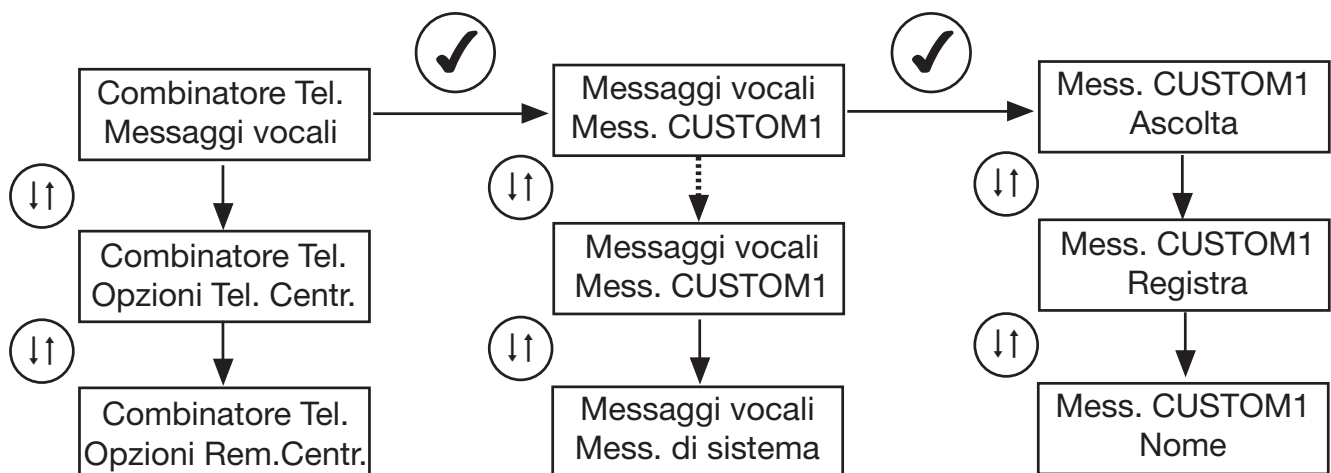 Combinatore Tel.
Messaggi vocali
Messaggi vocali
Mess. CUSTOM1
Mess. CUSTOM1
Ascolta
Combinatore Tel.
Opzioni Tel. Centr.
Messaggi vocali
Mess. CUSTOM1
Mess. CUSTOM1
Registra
Combinatore Tel.
Opzioni Rem.Centr.
Messaggi vocali
Mess. di sistema
Mess. CUSTOM1
Nome